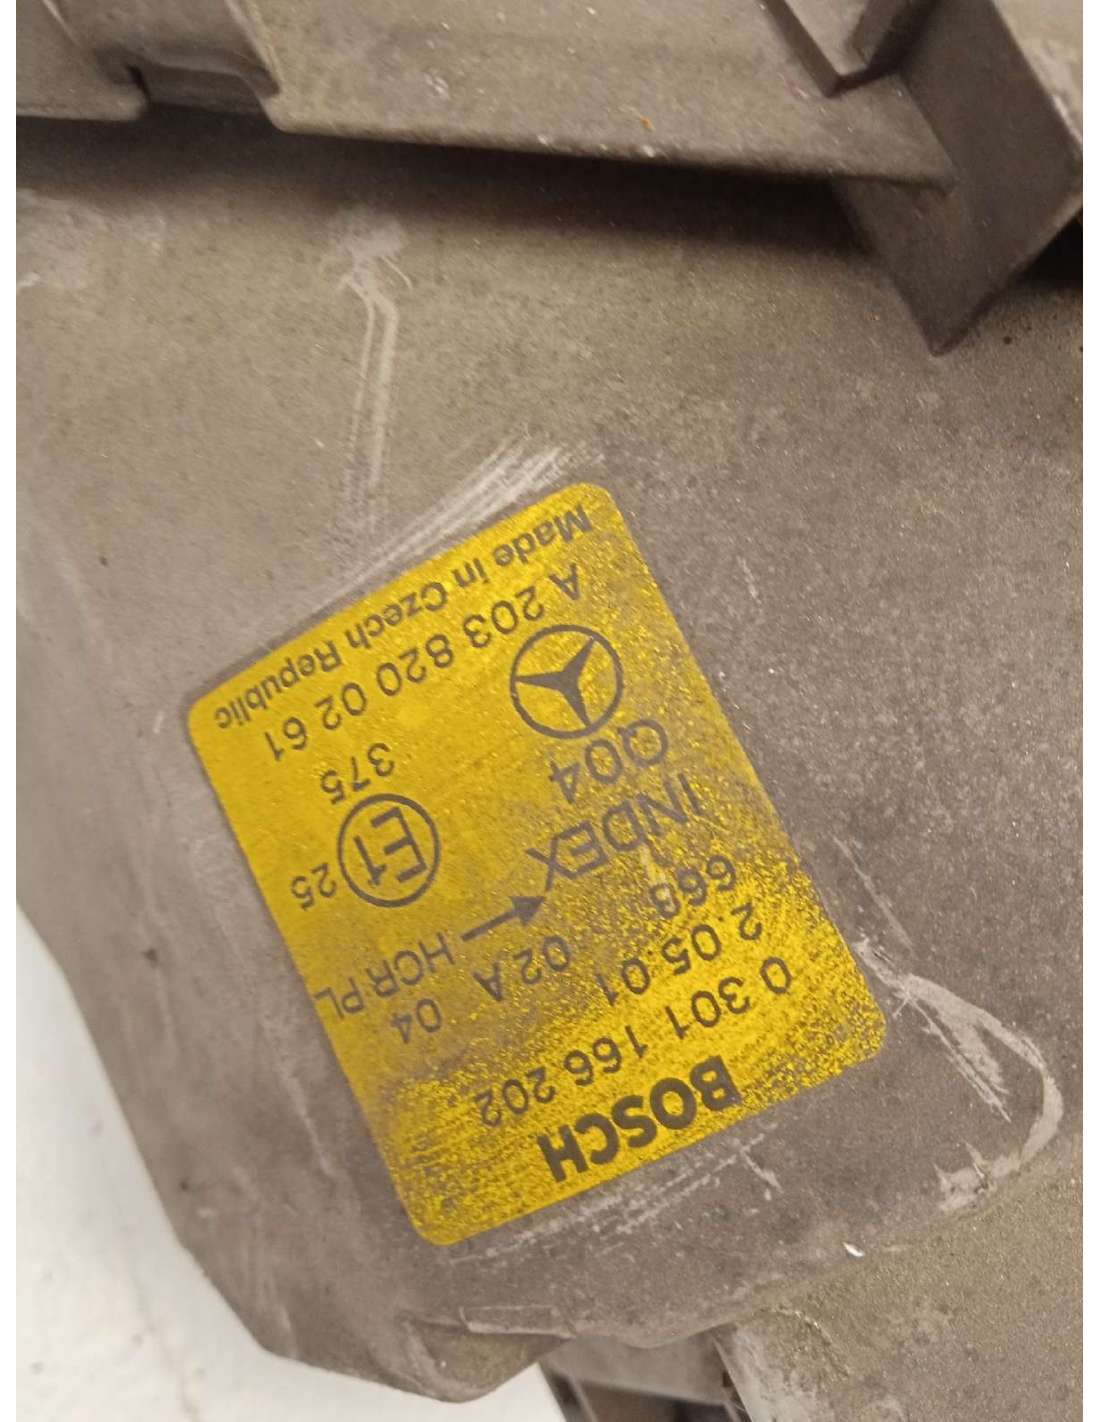 BOSCH
0 301 166 202
2.05.01
668
INDEX
Q04
02A
04
HCR PL
E1
25
375
A 203 820 02 61
Made in Czech Republic